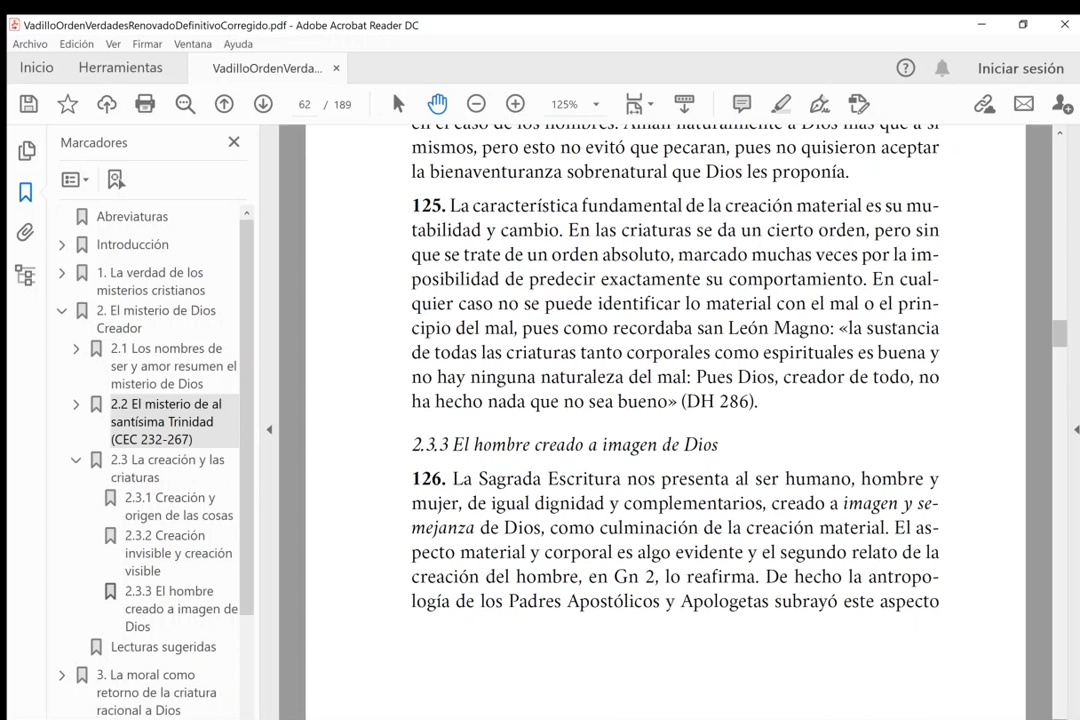 VadilloOrdenVerdadesRenovadoDefinitivoCorregido.pdf - Adobe Acrobat Reader DC
Archivo Edición Ver Firmar Ventana Ayuda
Inicio Herramientas VadilloOrdenVerda... × Iniciar sesión
62 / 189 125%
Marcadores
Abreviaturas
Introducción
1. La verdad de los
misterios cristianos
2. El misterio de Dios
Creador
2.1 Los nombres de
ser y amor resumen el
misterio de Dios
2.2 El misterio de al
santísima Trinidad
(CEC 232-267)
2.3 La creación y las
criaturas
2.3.1 Creación y
origen de las cosas
2.3.2 Creación
invisible y creación
visible
2.3.3 El hombre
creado a imagen de
Dios
Lecturas sugeridas
3. La moral como
retorno de la criatura
racional a Dios
en el caso de los hombres. Aman naturalmente a Dios más que a sí
mismos, pero esto no evitó que pecaran, pues no quisieron aceptar
la bienaventuranza sobrenatural que Dios les proponía.
125. La característica fundamental de la creación material es su mu-
tabilidad y cambio. En las criaturas se da un cierto orden, pero sin
que se trate de un orden absoluto, marcado muchas veces por la im-
posibilidad de predecir exactamente su comportamiento. En cual-
quier caso no se puede identificar lo material con el mal o el prin-
cipio del mal, pues como recordaba san León Magno: «la sustancia
de todas las criaturas tanto corporales como espirituales es buena y
no hay ninguna naturaleza del mal: Pues Dios, creador de todo, no
ha hecho nada que no sea bueno» (DH 286).
2.3.3 El hombre creado a imagen de Dios
126. La Sagrada Escritura nos presenta al ser humano, hombre y
mujer, de igual dignidad y complementarios, creado a imagen y se-
mejanza de Dios, como culminación de la creación material. El as-
pecto material y corporal es algo evidente y el segundo relato de la
creación del hombre, en Gn 2, lo reafirma. De hecho la antropo-
logía de los Padres Apostólicos y Apologetas subrayó este aspecto